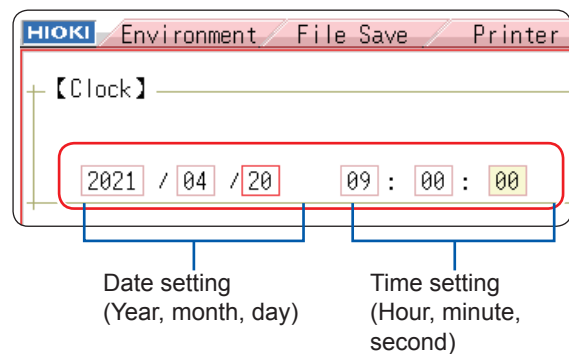 HIOKI Environment File Save Printer
【Clock】
2021 / 04 / 20 09 : 00 : 00
Date setting
(Year, month, day)
Time setting
(Hour, minute,
second)